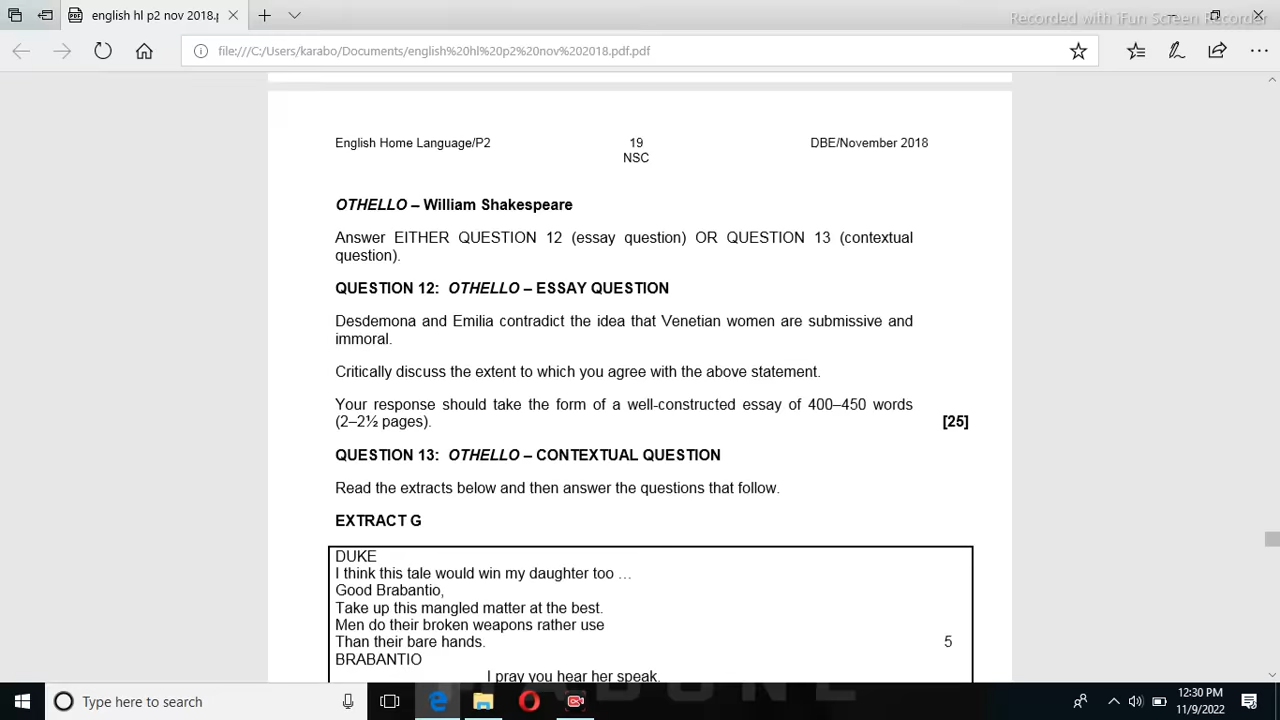 english hl p2 nov 2018.p
Recorded with iFun Screen Recorder
file:///C:/Users/karabo/Documents/english%20hl%20p2%20nov%202018.pdf.pdf
English Home Language/P2 19 DBE/November 2018
NSC
OTHELLO – William Shakespeare
Answer EITHER QUESTION 12 (essay question) OR QUESTION 13 (contextual
question).
QUESTION 12: OTHELLO – ESSAY QUESTION
Desdemona and Emilia contradict the idea that Venetian women are submissive and
immoral.
Critically discuss the extent to which you agree with the above statement.
Your response should take the form of a well-constructed essay of 400–450 words
(2–2½ pages). [25]
QUESTION 13: OTHELLO – CONTEXTUAL QUESTION
Read the extracts below and then answer the questions that follow.
EXTRACT G
DUKE
I think this tale would win my daughter too …
Good Brabantio,
Take up this mangled matter at the best.
Men do their broken weapons rather use
Than their bare hands. 5
BRABANTIO
I pray you hear her speak.
Type here to search
12:30 PM
11/9/2022